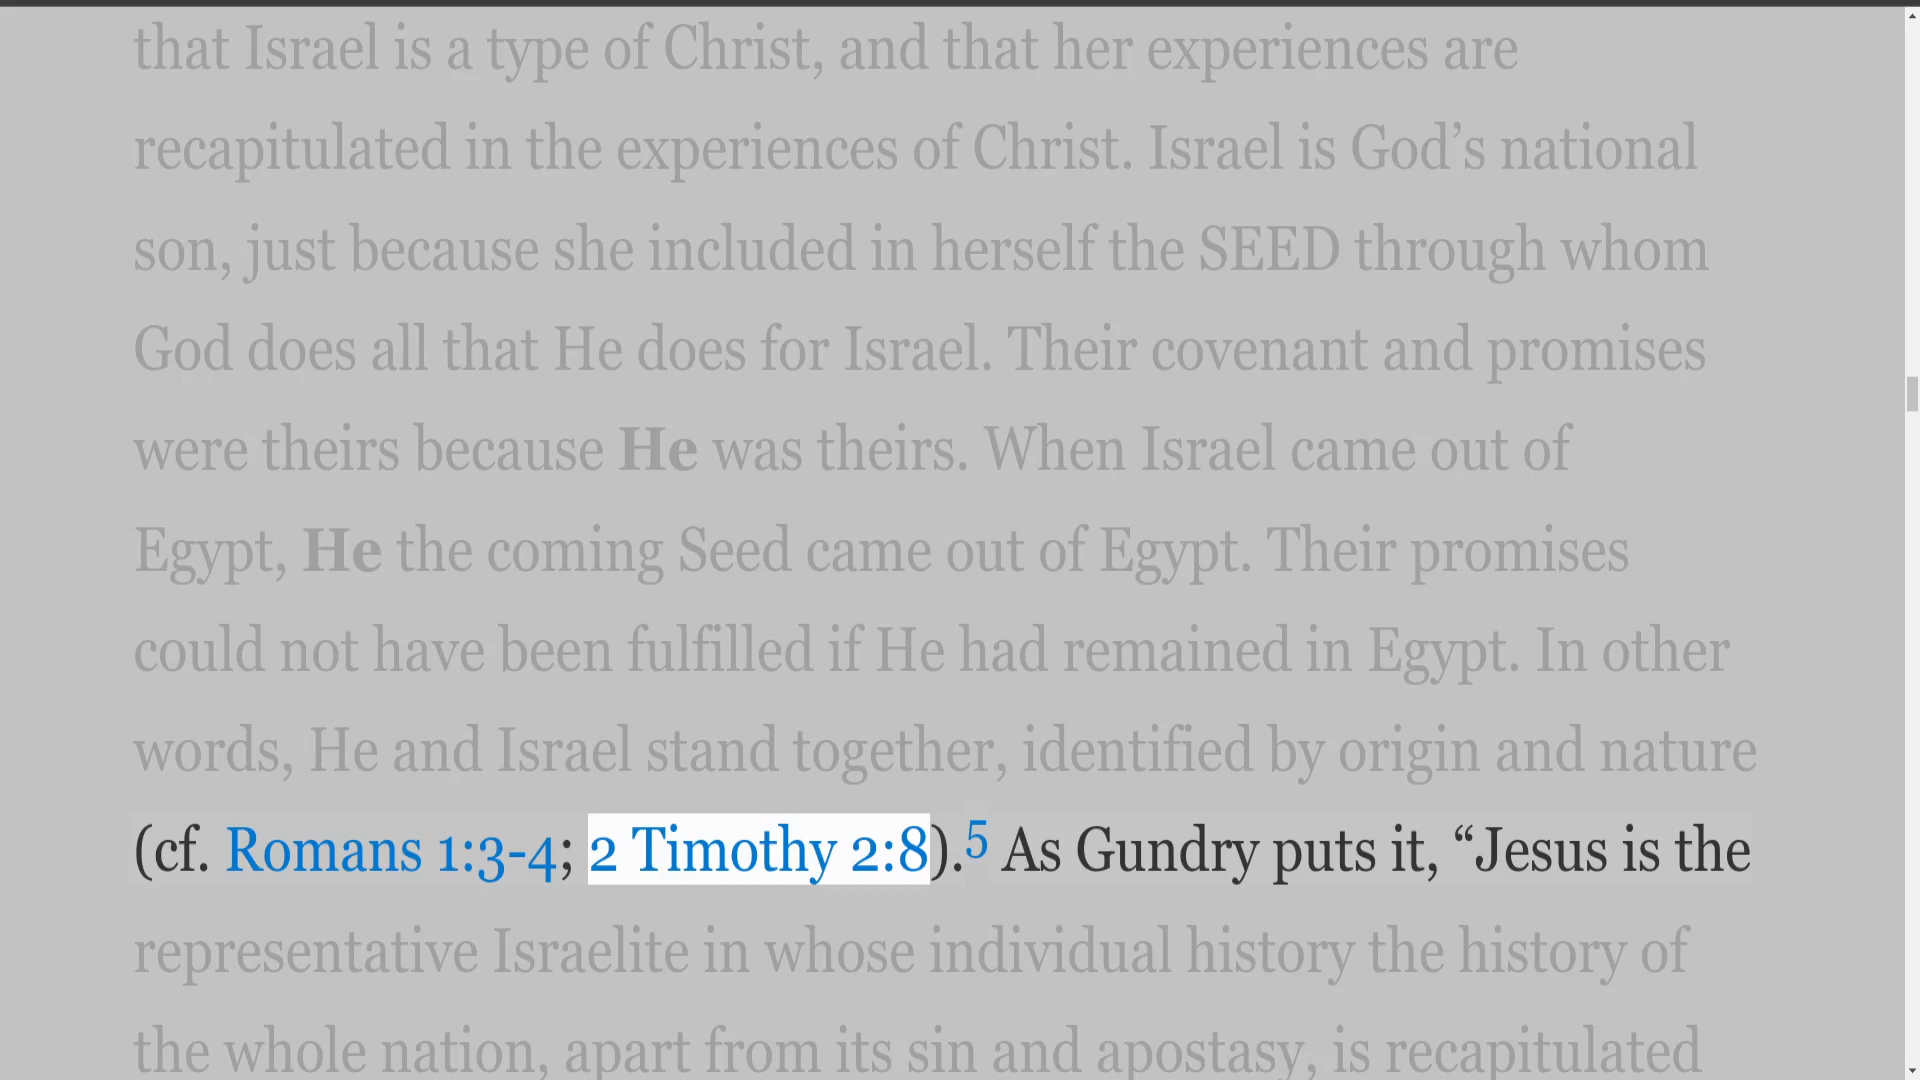 that Israel is a type of Christ, and that her experiences are
recapitulated in the experiences of Christ. Israel is God’s national
son, just because she included in herself the SEED through whom
God does all that He does for Israel. Their covenant and promises
were theirs because He was theirs. When Israel came out of
Egypt, He the coming Seed came out of Egypt. Their promises
could not have been fulfilled if He had remained in Egypt. In other
words, He and Israel stand together, identified by origin and nature
(cf. Romans 1:3-4; 2 Timothy 2:8).5 As Gundry puts it, “Jesus is the
representative Israelite in whose individual history the history of
the whole nation, apart from its sin and apostasy, is recapitulated